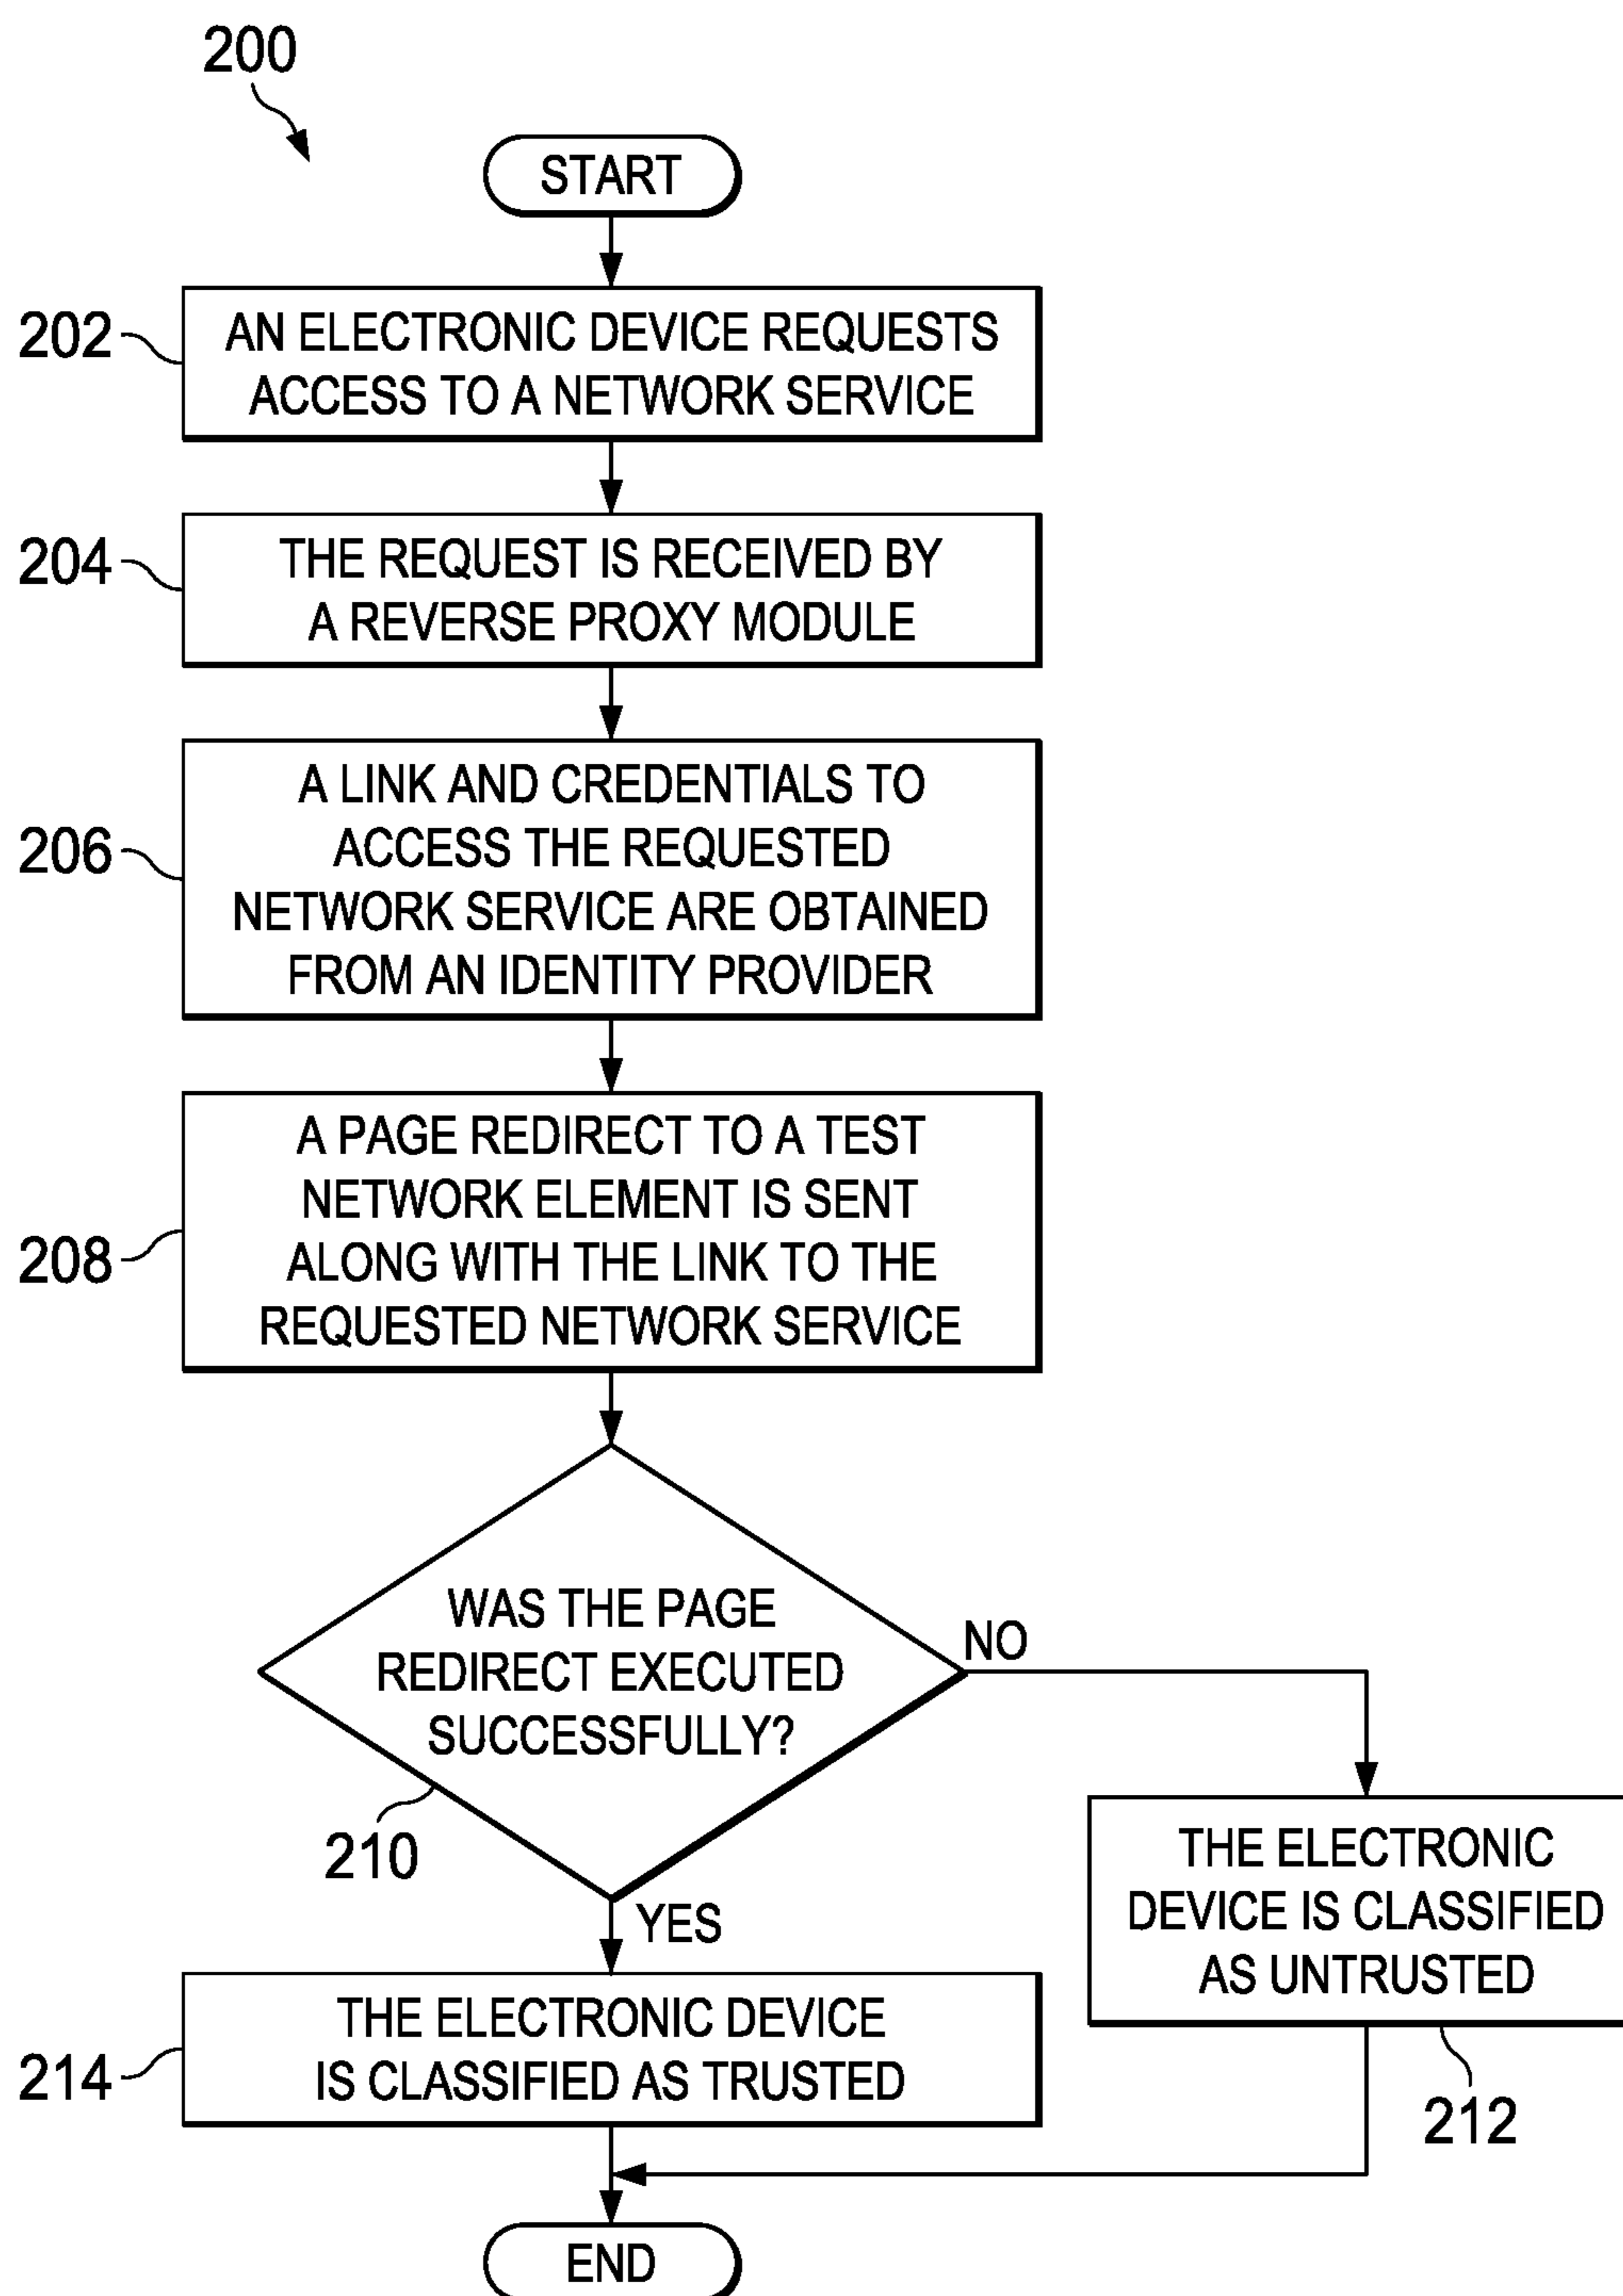 200
START
202
AN ELECTRONIC DEVICE REQUESTS
ACCESS TO A NETWORK SERVICE
204
THE REQUEST IS RECEIVED BY
A REVERSE PROXY MODULE
206
A LINK AND CREDENTIALS TO
ACCESS THE REQUESTED
NETWORK SERVICE ARE OBTAINED
FROM AN IDENTITY PROVIDER
208
A PAGE REDIRECT TO A TEST
NETWORK ELEMENT IS SENT
ALONG WITH THE LINK TO THE
REQUESTED NETWORK SERVICE
WAS THE PAGE
REDIRECT EXECUTED
SUCCESSFULLY?
210
NO
YES
THE ELECTRONIC
DEVICE IS CLASSIFIED
AS UNTRUSTED
212
214
THE ELECTRONIC DEVICE
IS CLASSIFIED AS TRUSTED
END